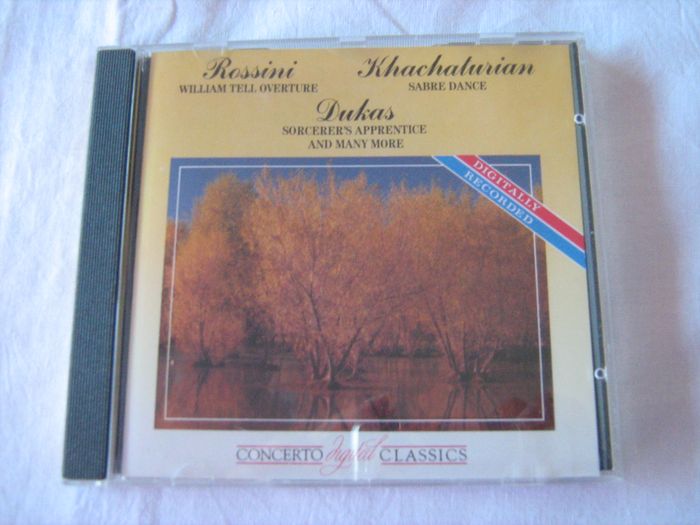 Rossini
WILLIAM TELL OVERTURE
Khachaturian
SABRE DANCE
Dukas
SORCERER'S APPRENTICE
AND MANY MORE
DIGITALLY
RECORDED
CONCERTO digital CLASSICS